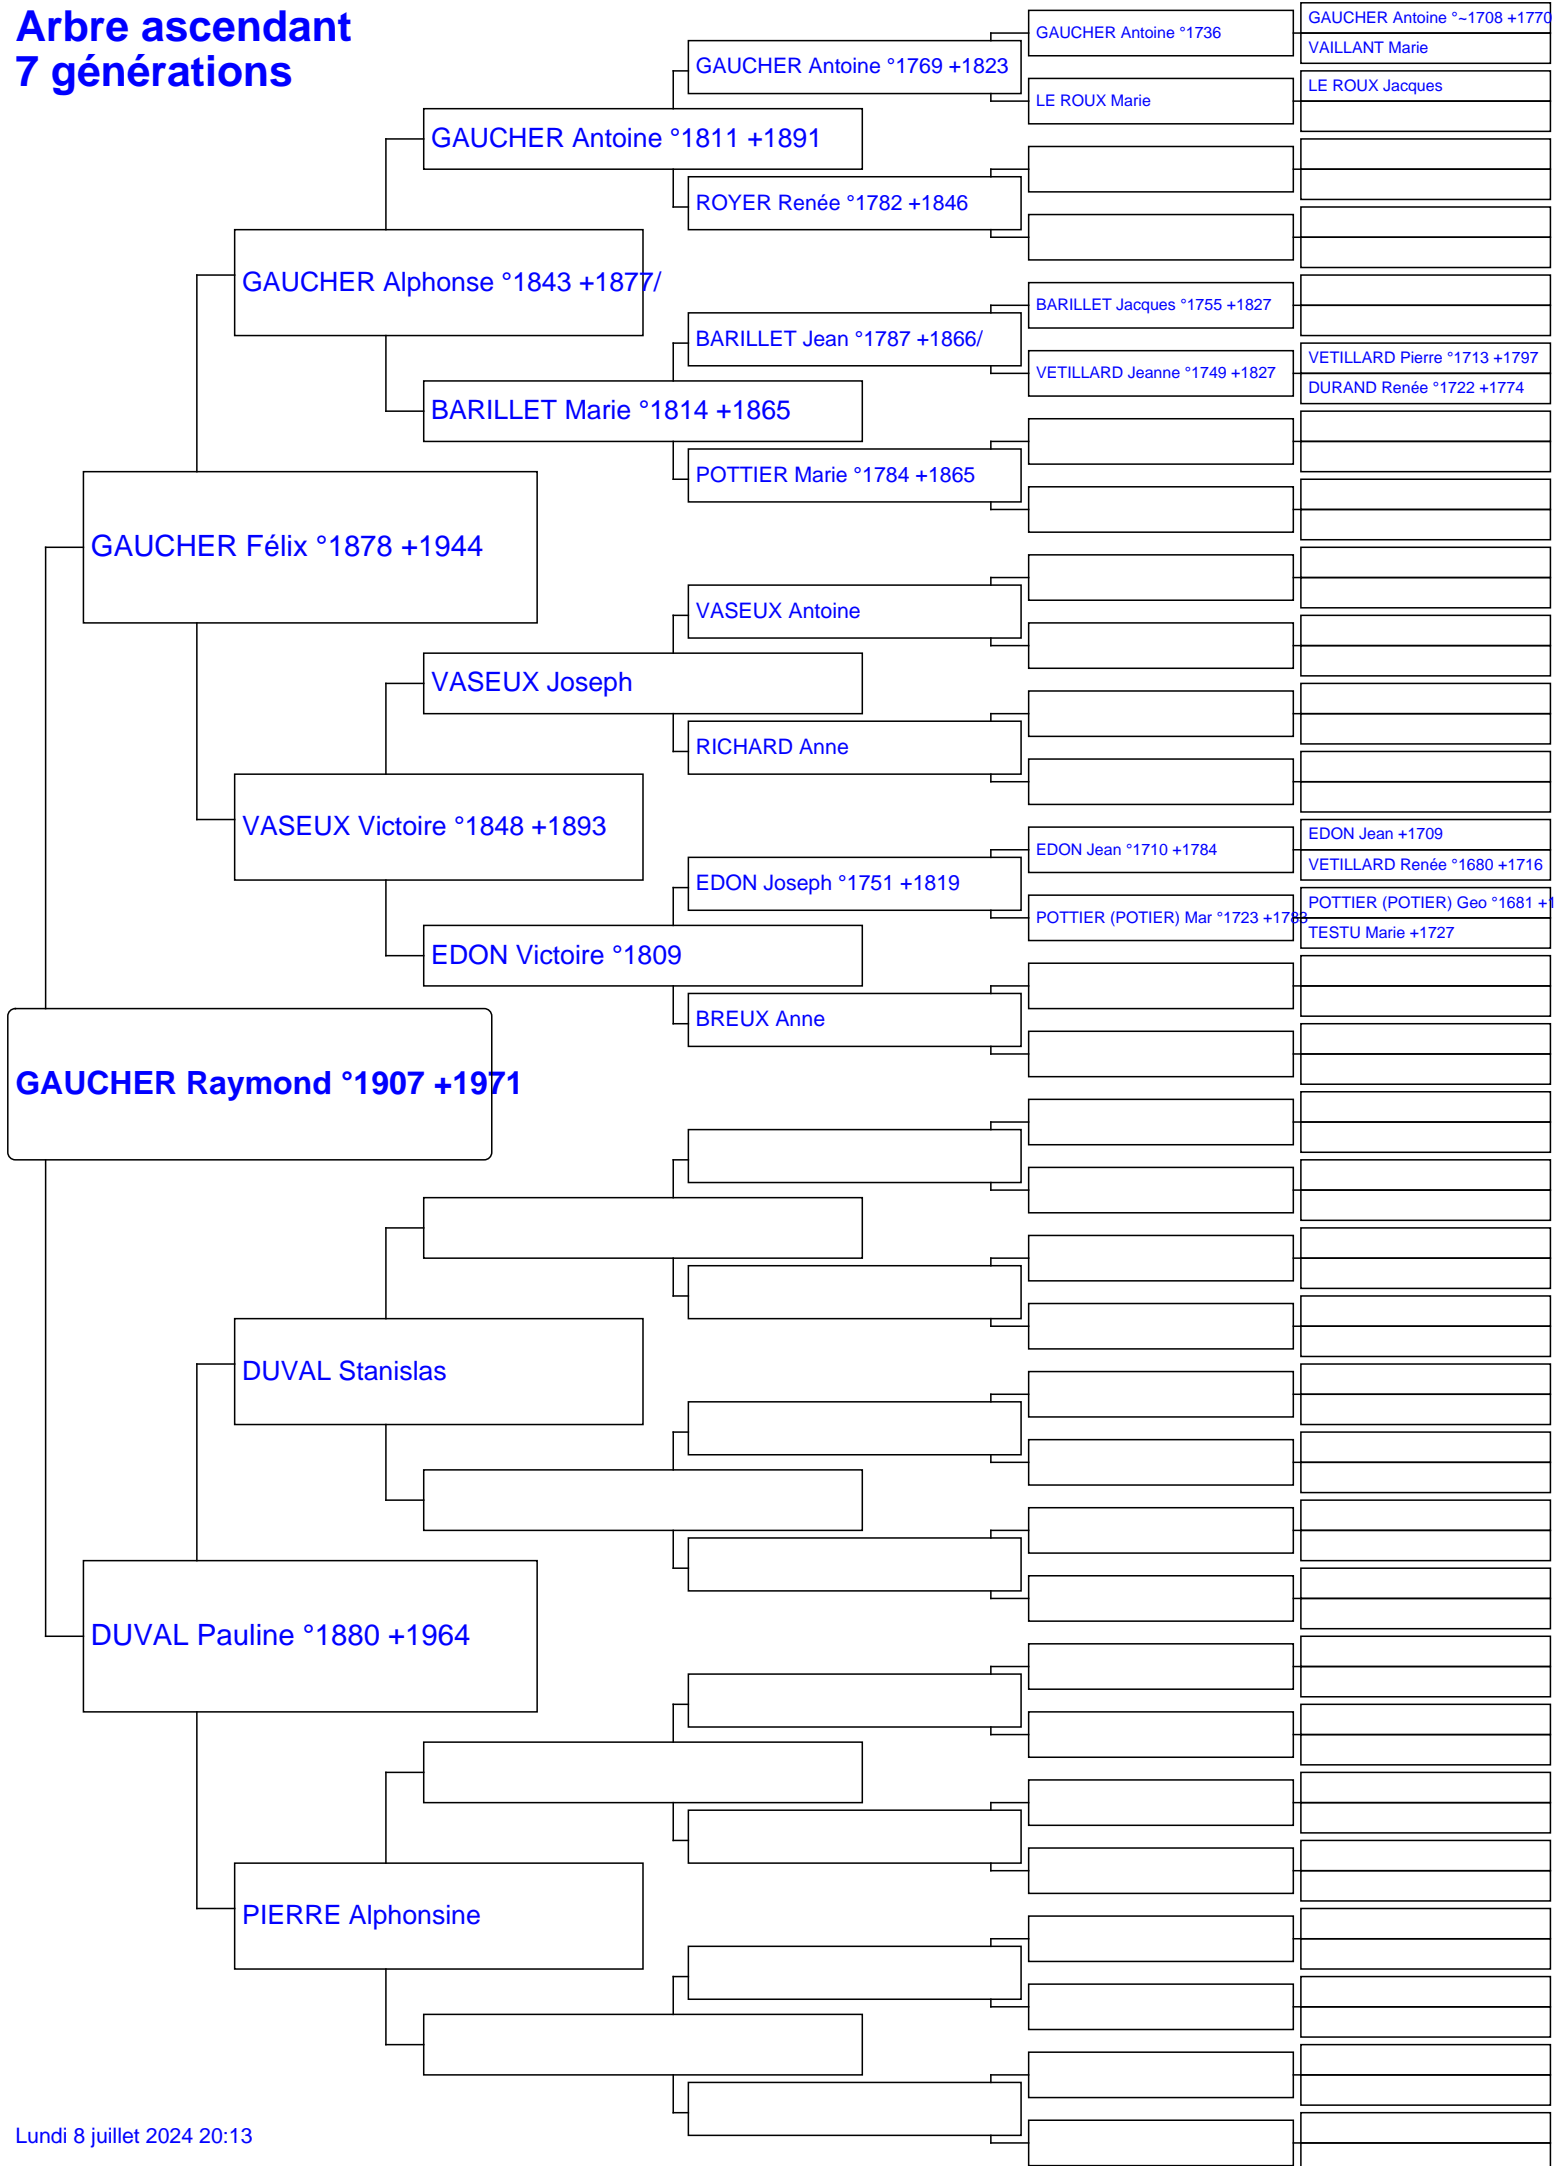 Arbre ascendant
7 générations
GAUCHER Antoine °~1708 +1770
GAUCHER Antoine °1736
VAILLANT Marie
GAUCHER Antoine °1769 +1823
LE ROUX Jacques
LE ROUX Marie
GAUCHER Antoine °1811 +1891
ROYER Renée °1782 +1846
GAUCHER Alphonse °1843 +1877/
BARILLET Jacques °1755 +1827
BARILLET Jean °1787 +1866/
VETILLARD Pierre °1713 +1797
VETILLARD Jeanne °1749 +1827
DURAND Renée °1722 +1774
BARILLET Marie °1814 +1865
POTTIER Marie °1784 +1865
GAUCHER Félix °1878 +1944
VASEUX Antoine
VASEUX Joseph
RICHARD Anne
VASEUX Victoire °1848 +1893
EDON Jean +1709
EDON Jean °1710 +1784
VETILLARD Renée °1680 +1716
EDON Joseph °1751 +1819
POTTIER (POTIER) Geo °1681 +1
POTTIER (POTIER) Mar °1723 +1783
TESTU Marie +1727
EDON Victoire °1809
BREUX Anne
GAUCHER Raymond °1907 +1971
DUVAL Stanislas
DUVAL Pauline °1880 +1964
PIERRE Alphonsine
Lundi 8 juillet 2024 20:13